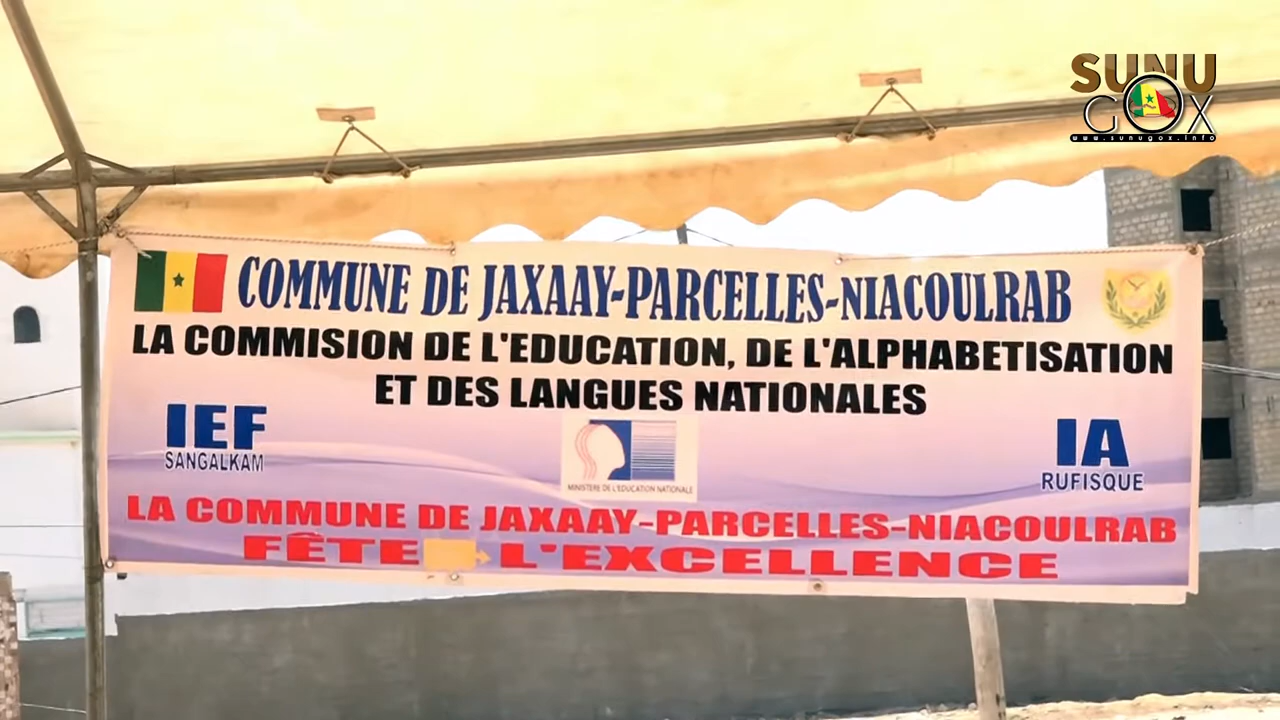 SUNU
GOX
www.sunugox.info
COMMUNE DE JAXAAY-PARCELLES-NIACOULRAB
LA COMMISION DE L'EDUCATION, DE L'ALPHABETISATION
ET DES LANGUES NATIONALES
IEF
SANGALKAM
IA
RUFISQUE
MINISTERE DE L'EDUCATION NATIONALE
LA COMMUNE DE JAXAAY-PARCELLES-NIACOULRAB
FÊTE L'EXCELLENCE